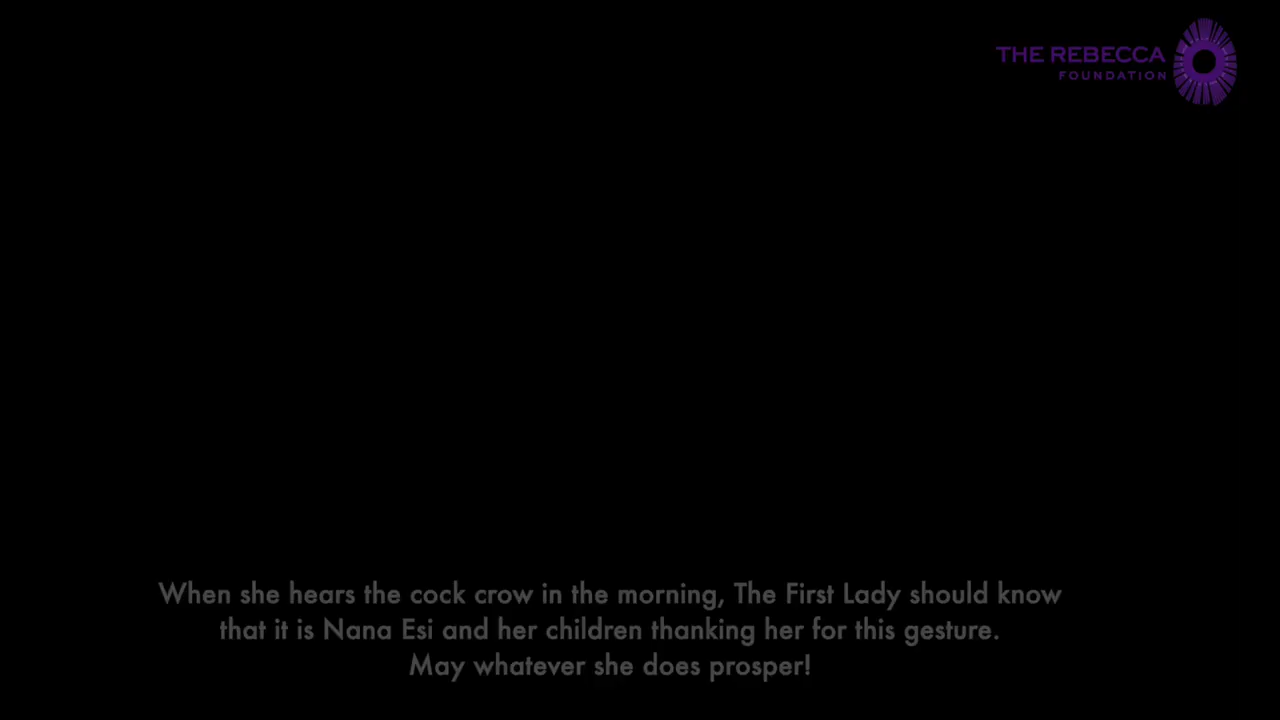 THE REBECCA
FOUNDATION
When she hears the cock crow in the morning, The First Lady should know
that it is Nana Esi and her children thanking her for this gesture.
May whatever she does prosper!